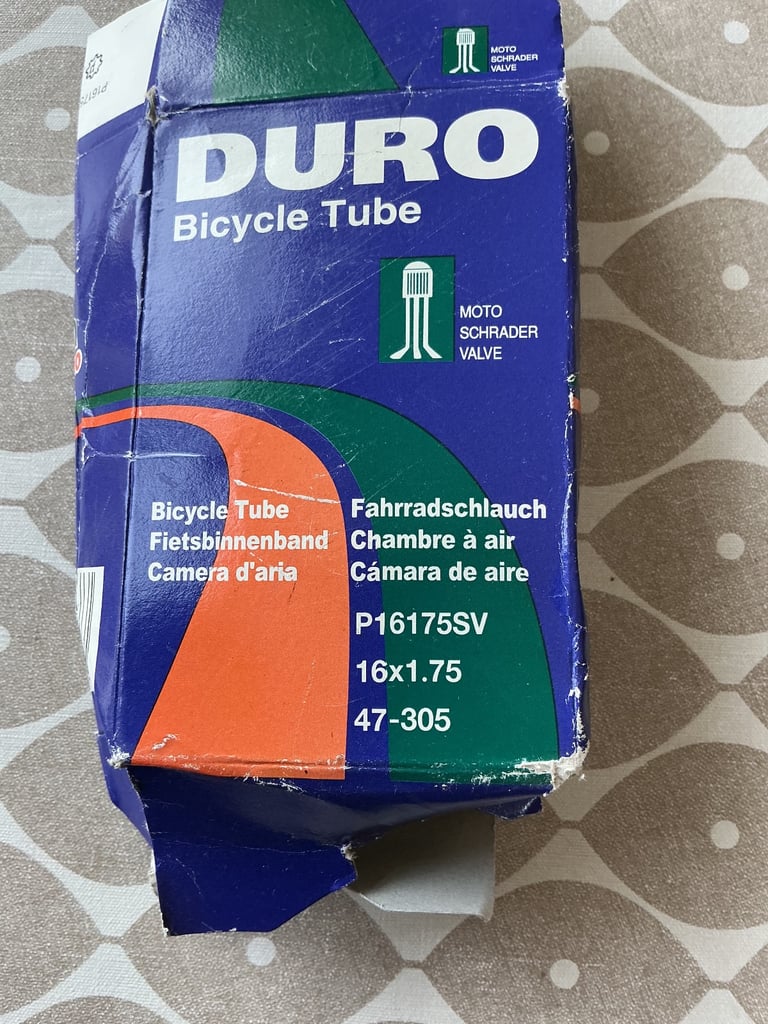 MOTO
SCHRADER
VALVE
DURO
Bicycle Tube
MOTO
SCHRADER
VALVE
Bicycle Tube
Fietsbinnenband
Camera d'aria
Fahrradschlauch
Chambre à air
Cámara de aire
P16175SV
16x1.75
47-305